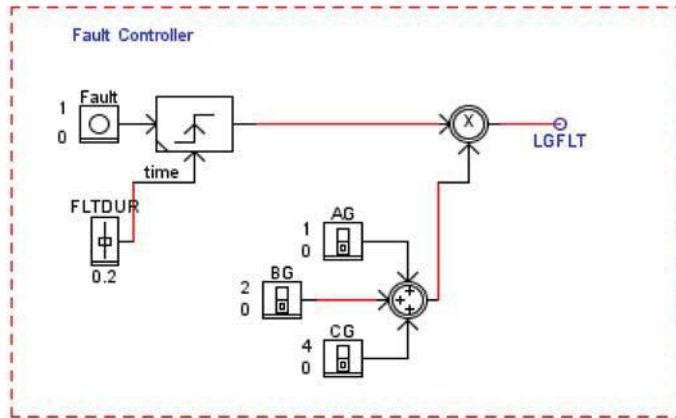 Fault Controller
1 Fault
0
X
LGFLT
time
FLTDUR
0.2
AG
1
0
BG
2
0
CG
4
0